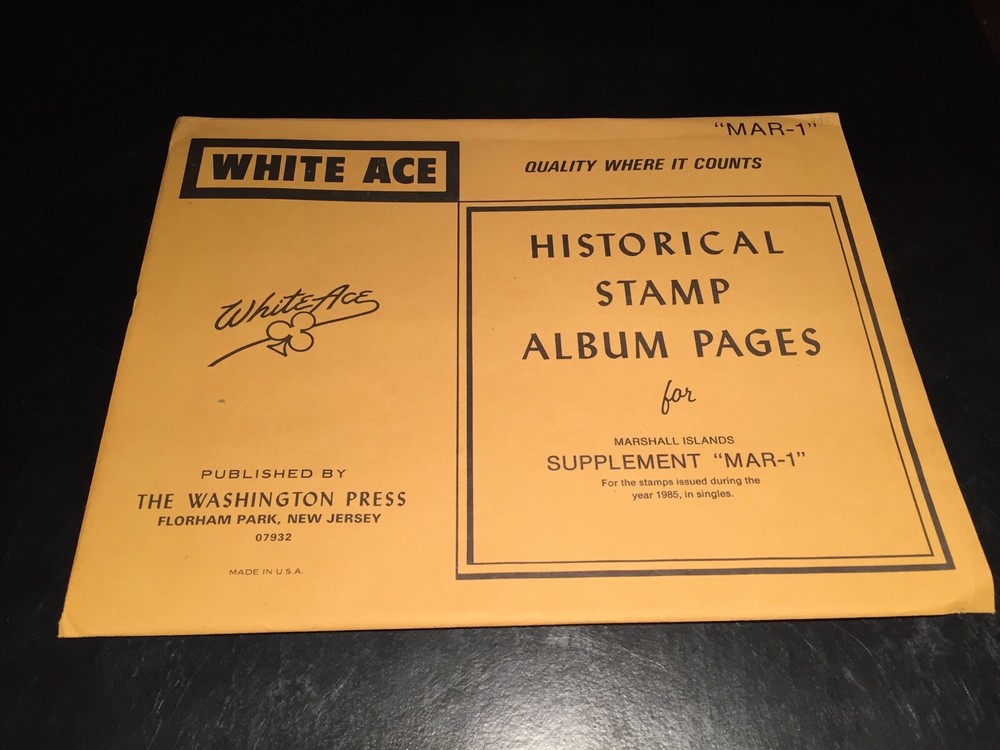 "MAR-1"
WHITE ACE
QUALITY WHERE IT COUNTS
White Ace
PUBLISHED BY
THE WASHINGTON PRESS
FLORHAM PARK, NEW JERSEY
07932
MADE IN U.S.A.
HISTORICAL
STAMP
ALBUM PAGES
for
MARSHALL ISLANDS
SUPPLEMENT "MAR-1"
For the stamps issued during the
year 1985, in singles.